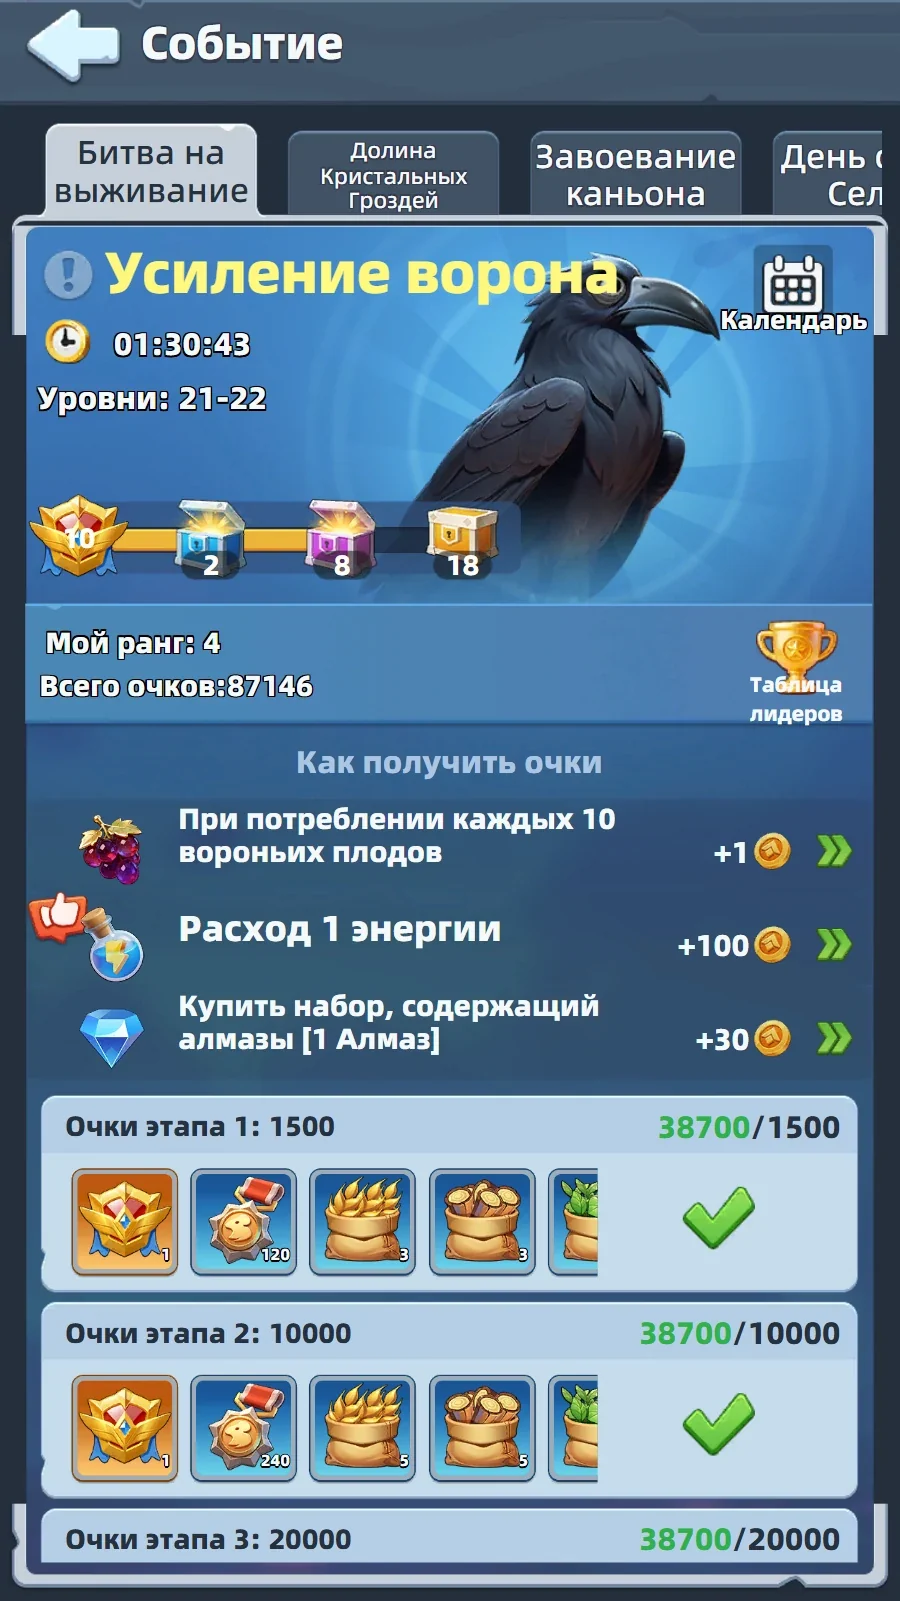 Событие
Битва на
выживание
Долина
Кристальных
Гроздей
Завоевание
каньона
День с
Сел
Усиление ворона
Календарь
01:30:43
Уровни: 21-22
10
2
8
18
Мой ранг: 4
Всего очков:87146
Таблица
лидеров
Как получить очки
При потреблении каждых 10
вороньих плодов
+1
Расход 1 энергии
+100
Купить набор, содержащий
алмазы [1 Алмаз]
+30
Очки этапа 1: 1500
38700/1500
1
120
3
3
Очки этапа 2: 10000
38700/10000
1
240
5
5
Очки этапа 3: 20000
38700/20000